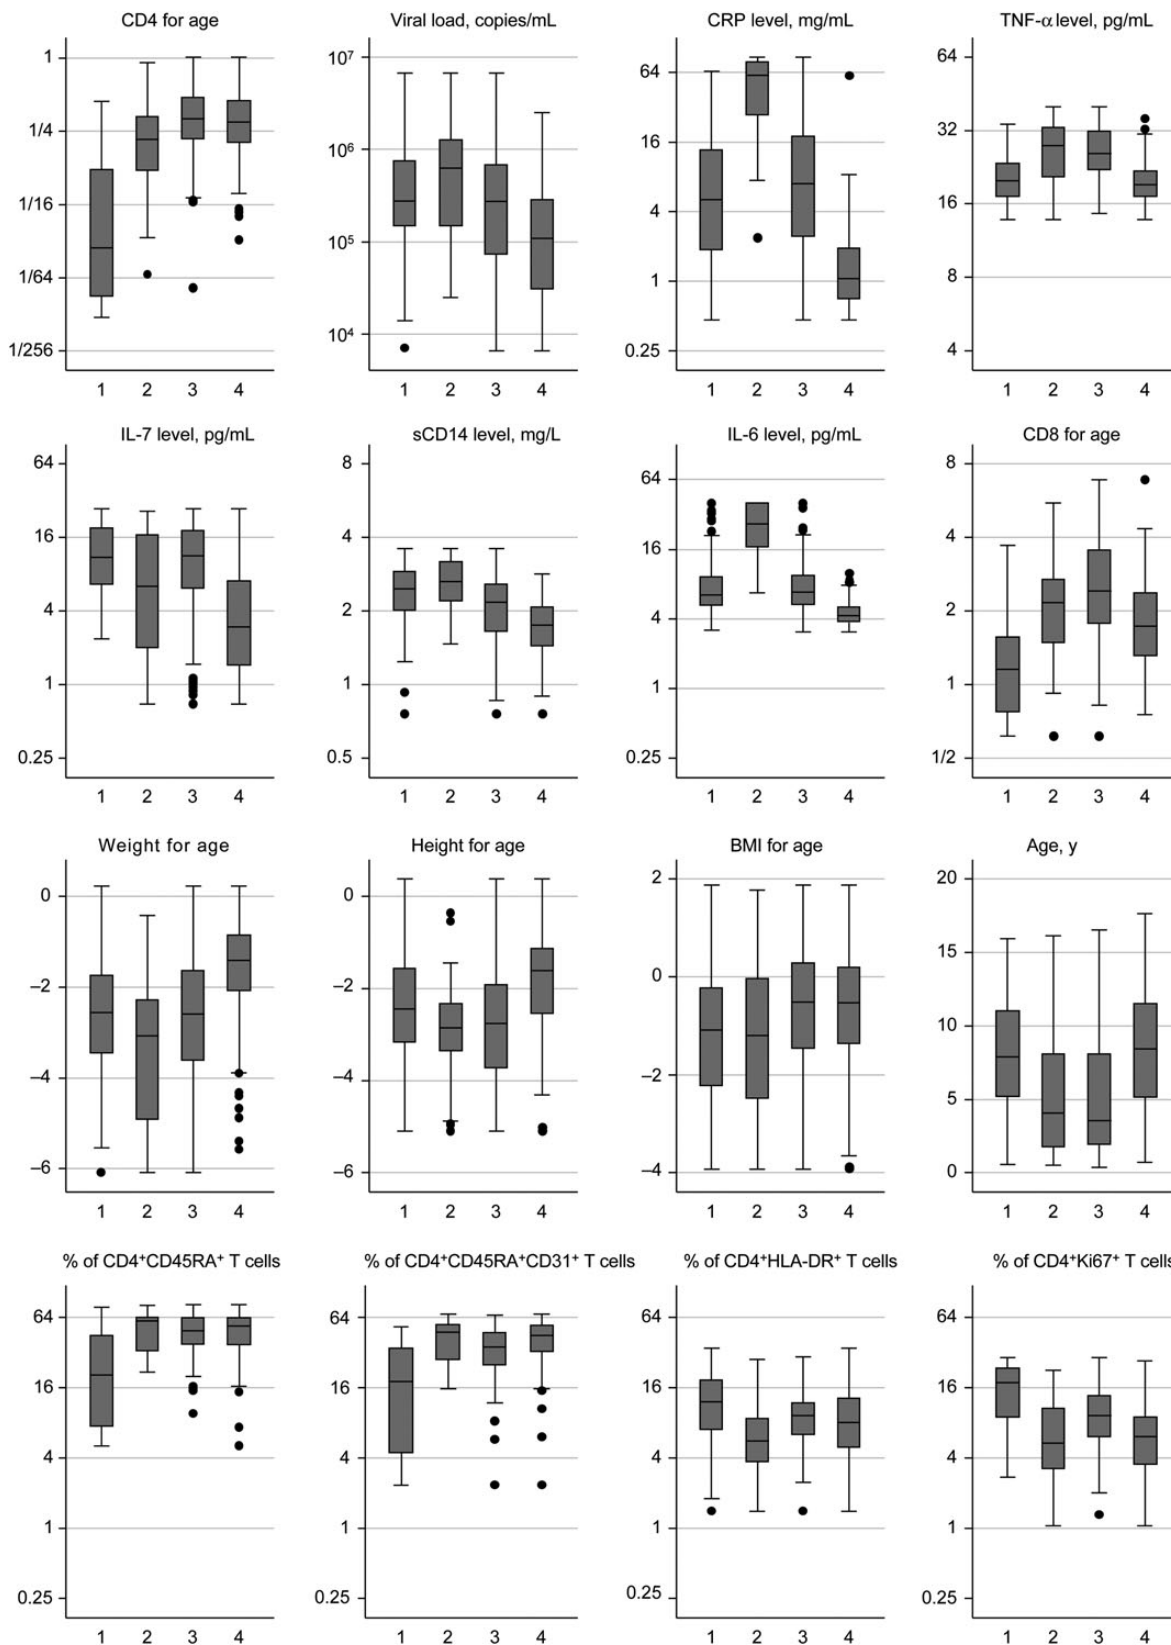 CD4 for age Viral load, copies/mL CRP level, mg/mL TNF-α level, pg/mL
1 10⁷ 64 64
1/4 10⁶ 16 32
1/16 10⁵ 4 16
1/64 10⁴ 1 8
1/256 0.25 4
1 2 3 4 1 2 3 4 1 2 3 4 1 2 3 4
IL-7 level, pg/mL sCD14 level, mg/L IL-6 level, pg/mL CD8 for age
64 8 64 8
16 4 16 4
4 2 4 2
1 1 1 1
0.25 0.5 0.25 1/2
1 2 3 4 1 2 3 4 1 2 3 4 1 2 3 4
Weight for age Height for age BMI for age Age, y
0 0 2 20
–2 –2 0 15
–4 –4 –2 10
–6 –6 –4 5
0
1 2 3 4 1 2 3 4 1 2 3 4 1 2 3 4
% of CD4⁺CD45RA⁺ T cells % of CD4⁺CD45RA⁺CD31⁺ T cells % of CD4⁺HLA-DR⁺ T cells % of CD4⁺Ki67⁺ T cells
64 64 64 64
16 16 16 16
4 4 4 4
1 1 1 1
0.25 0.25 0.25 0.25
1 2 3 4 1 2 3 4 1 2 3 4 1 2 3 4